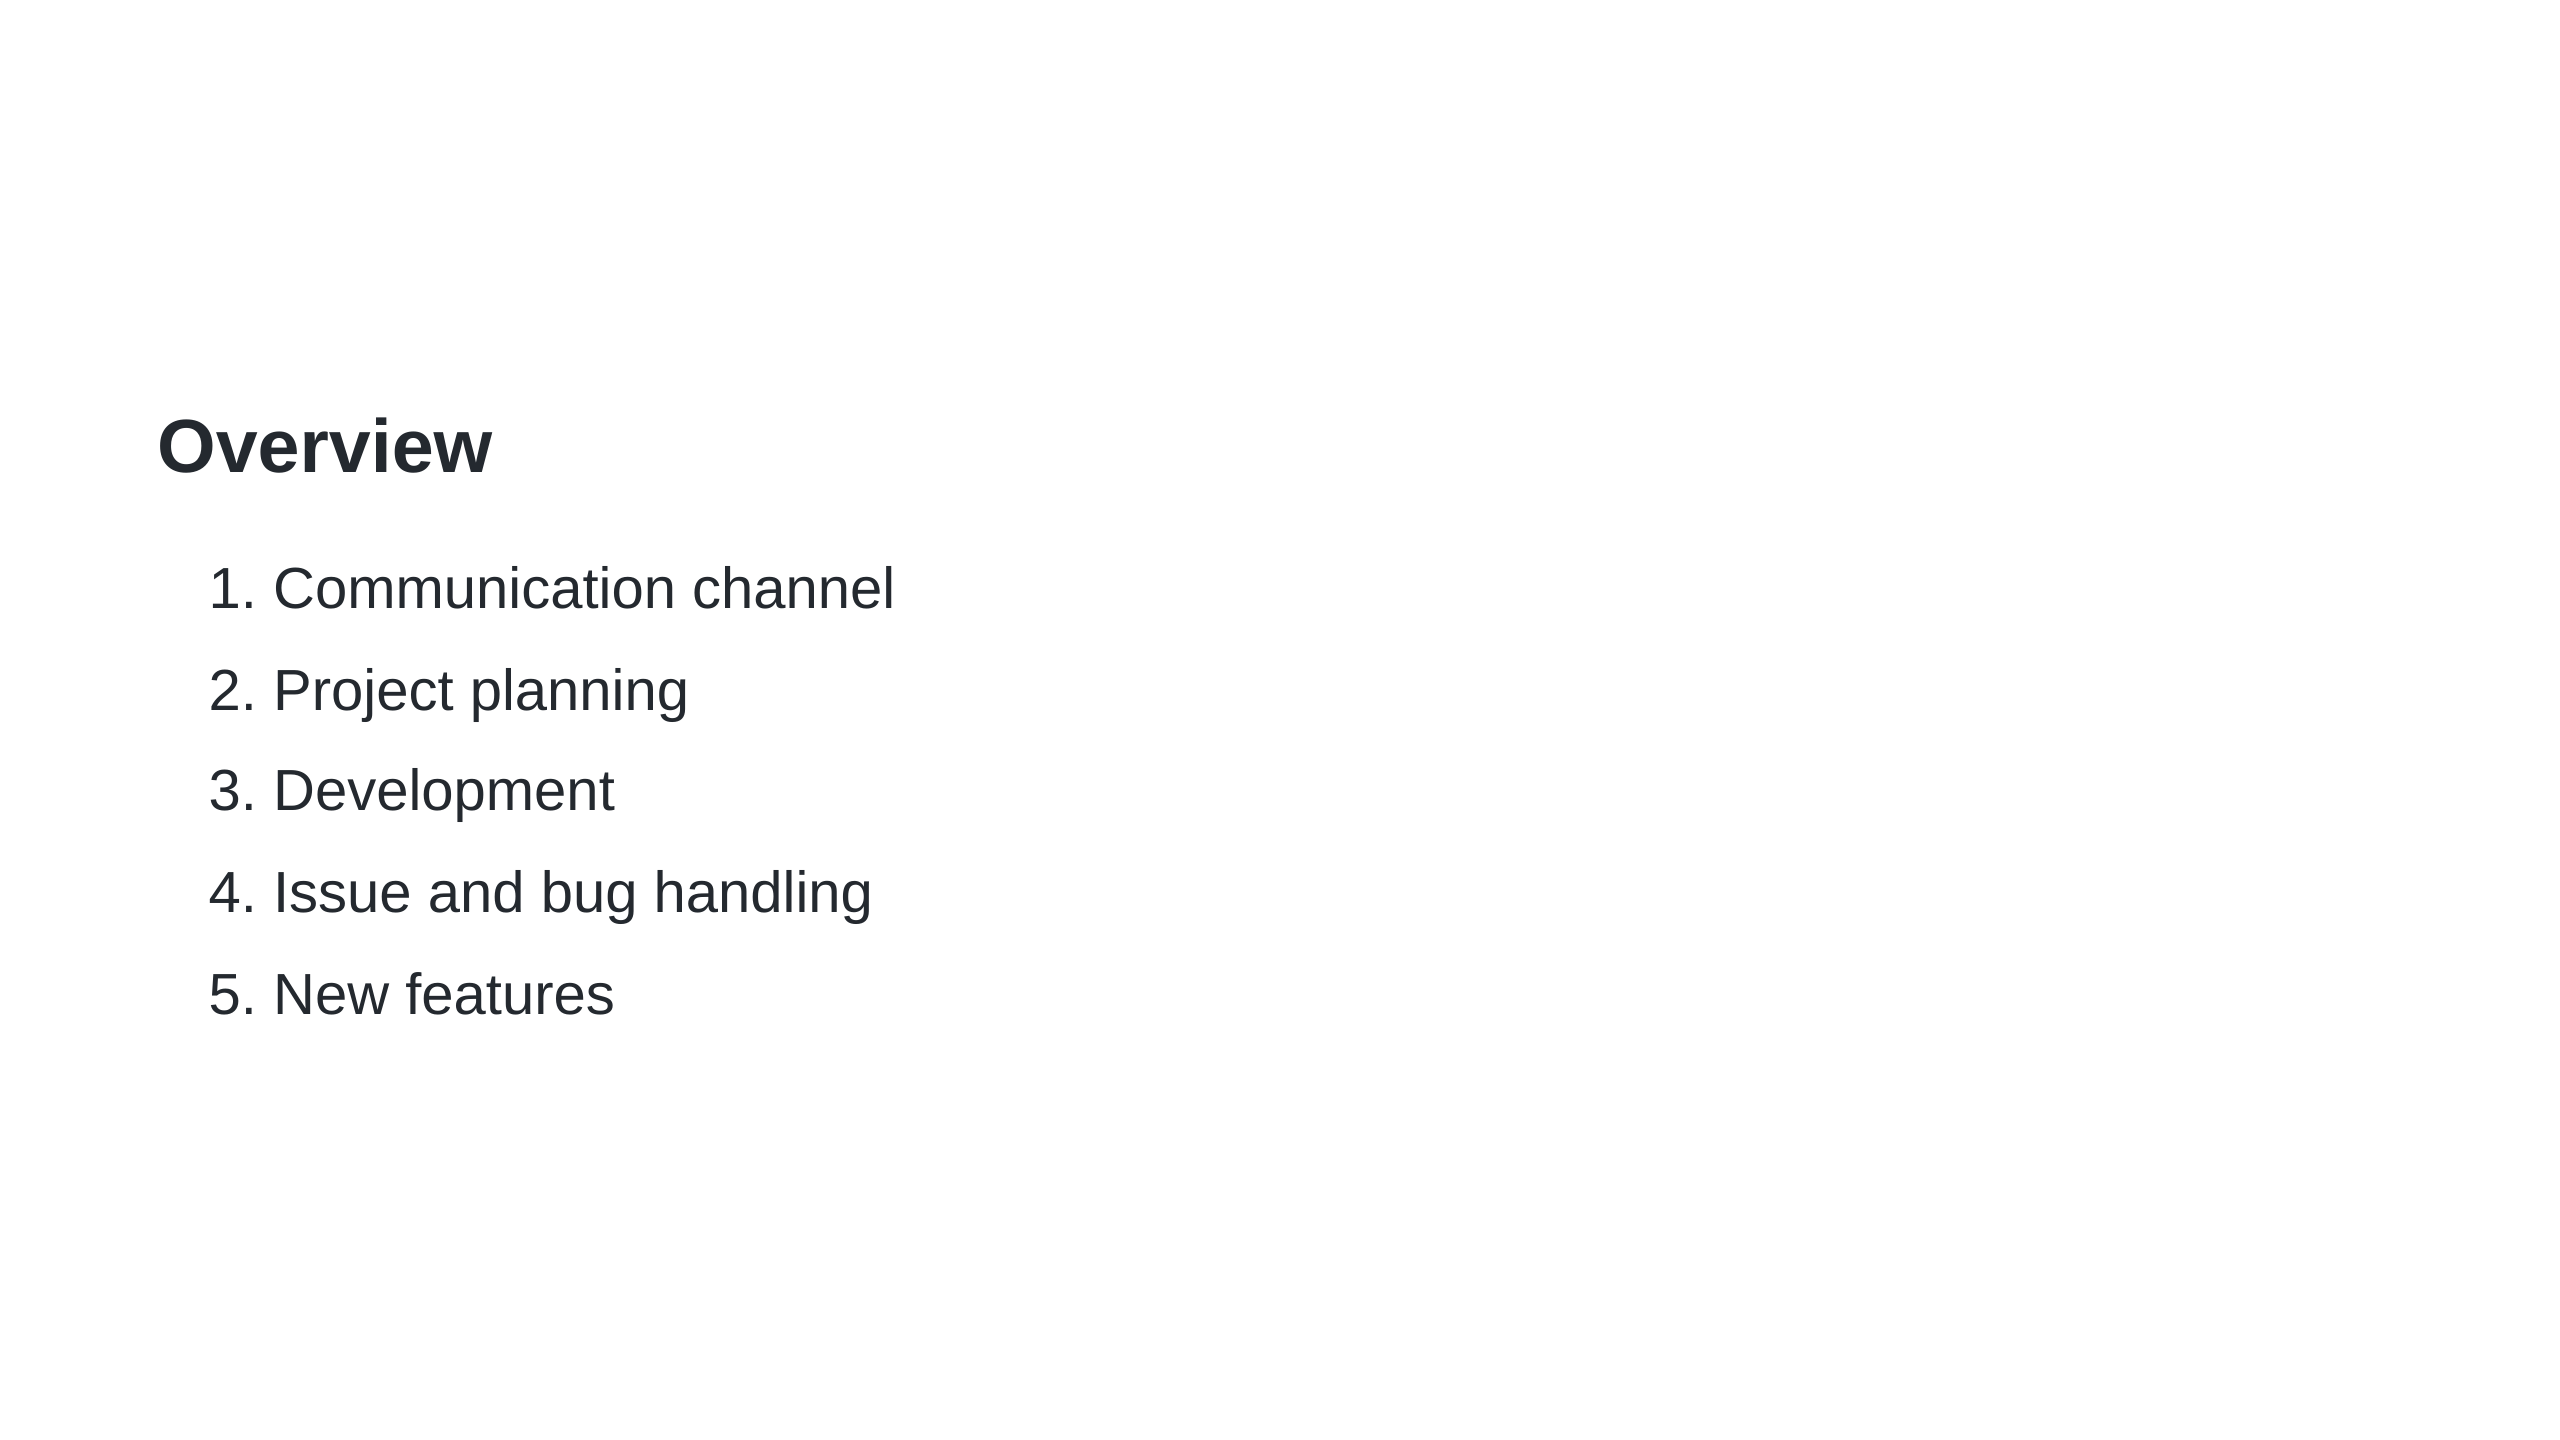 Overview
1. Communication channel
2. Project planning
3. Development
4. Issue and bug handling
5. New features